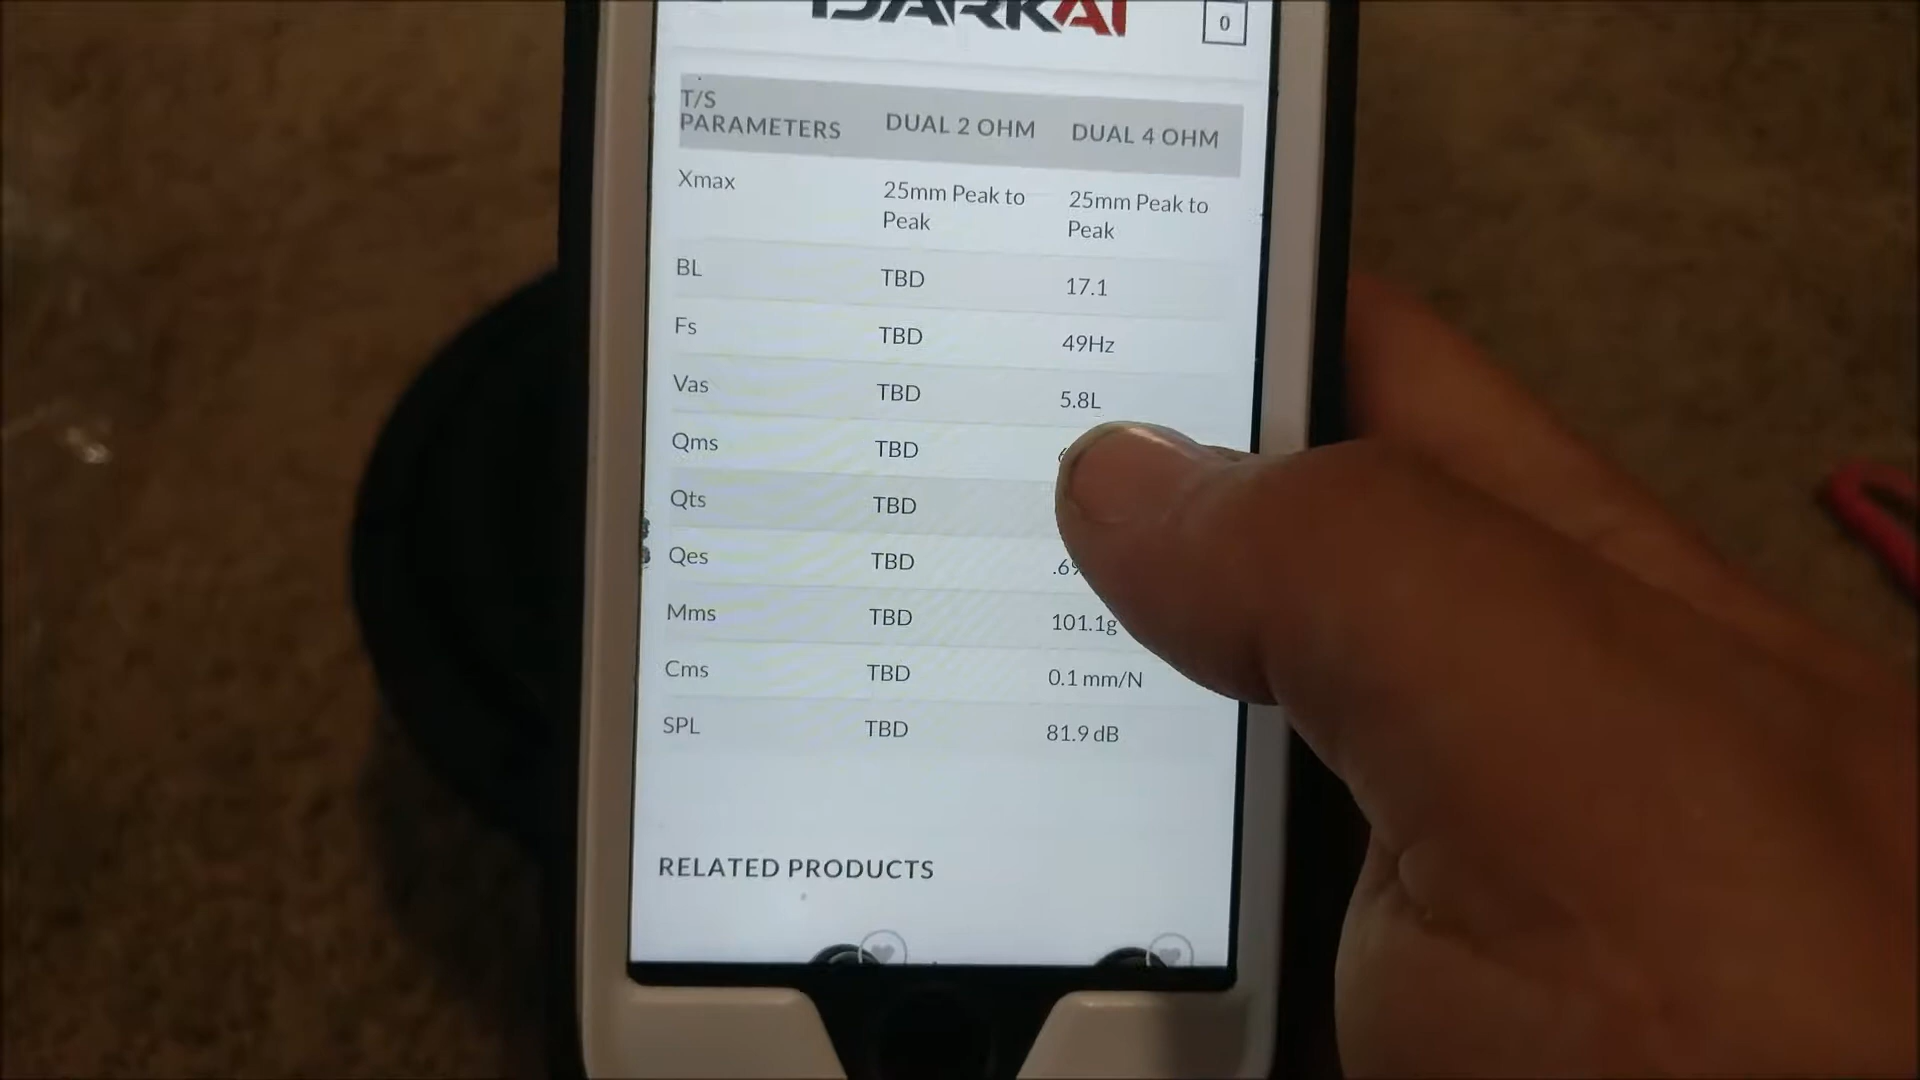 0
T/S
PARAMETERS DUAL 2 OHM DUAL 4 OHM
Xmax 25mm Peak to Peak 25mm Peak to Peak
BL TBD 17.1
Fs TBD 49Hz
Vas TBD 5.8L
Qms TBD
Qts TBD
Qes TBD
Mms TBD 101.1g
Cms TBD 0.1 mm/N
SPL TBD 81.9 dB
RELATED PRODUCTS